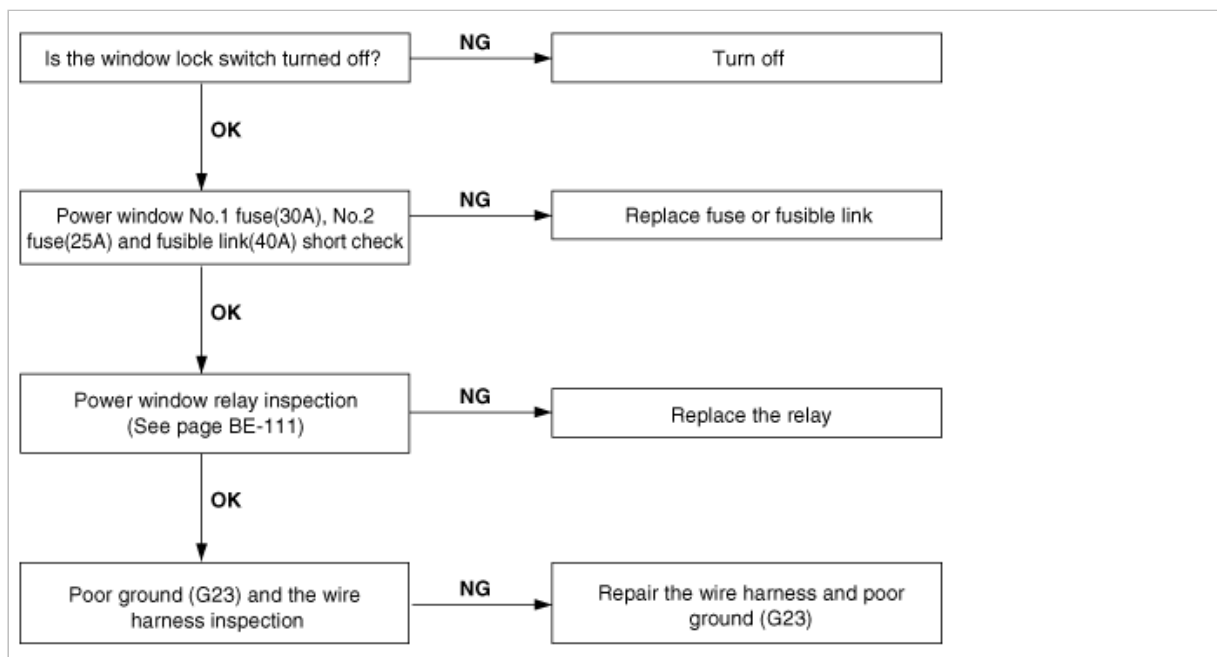 Is the window lock switch turned off?
NG
Turn off
OK
Power window No.1 fuse(30A), No.2
fuse(25A) and fusible link(40A) short check
NG
Replace fuse or fusible link
OK
Power window relay inspection
(See page BE-111)
NG
Replace the relay
OK
Poor ground (G23) and the wire
harness inspection
NG
Repair the wire harness and poor
ground (G23)